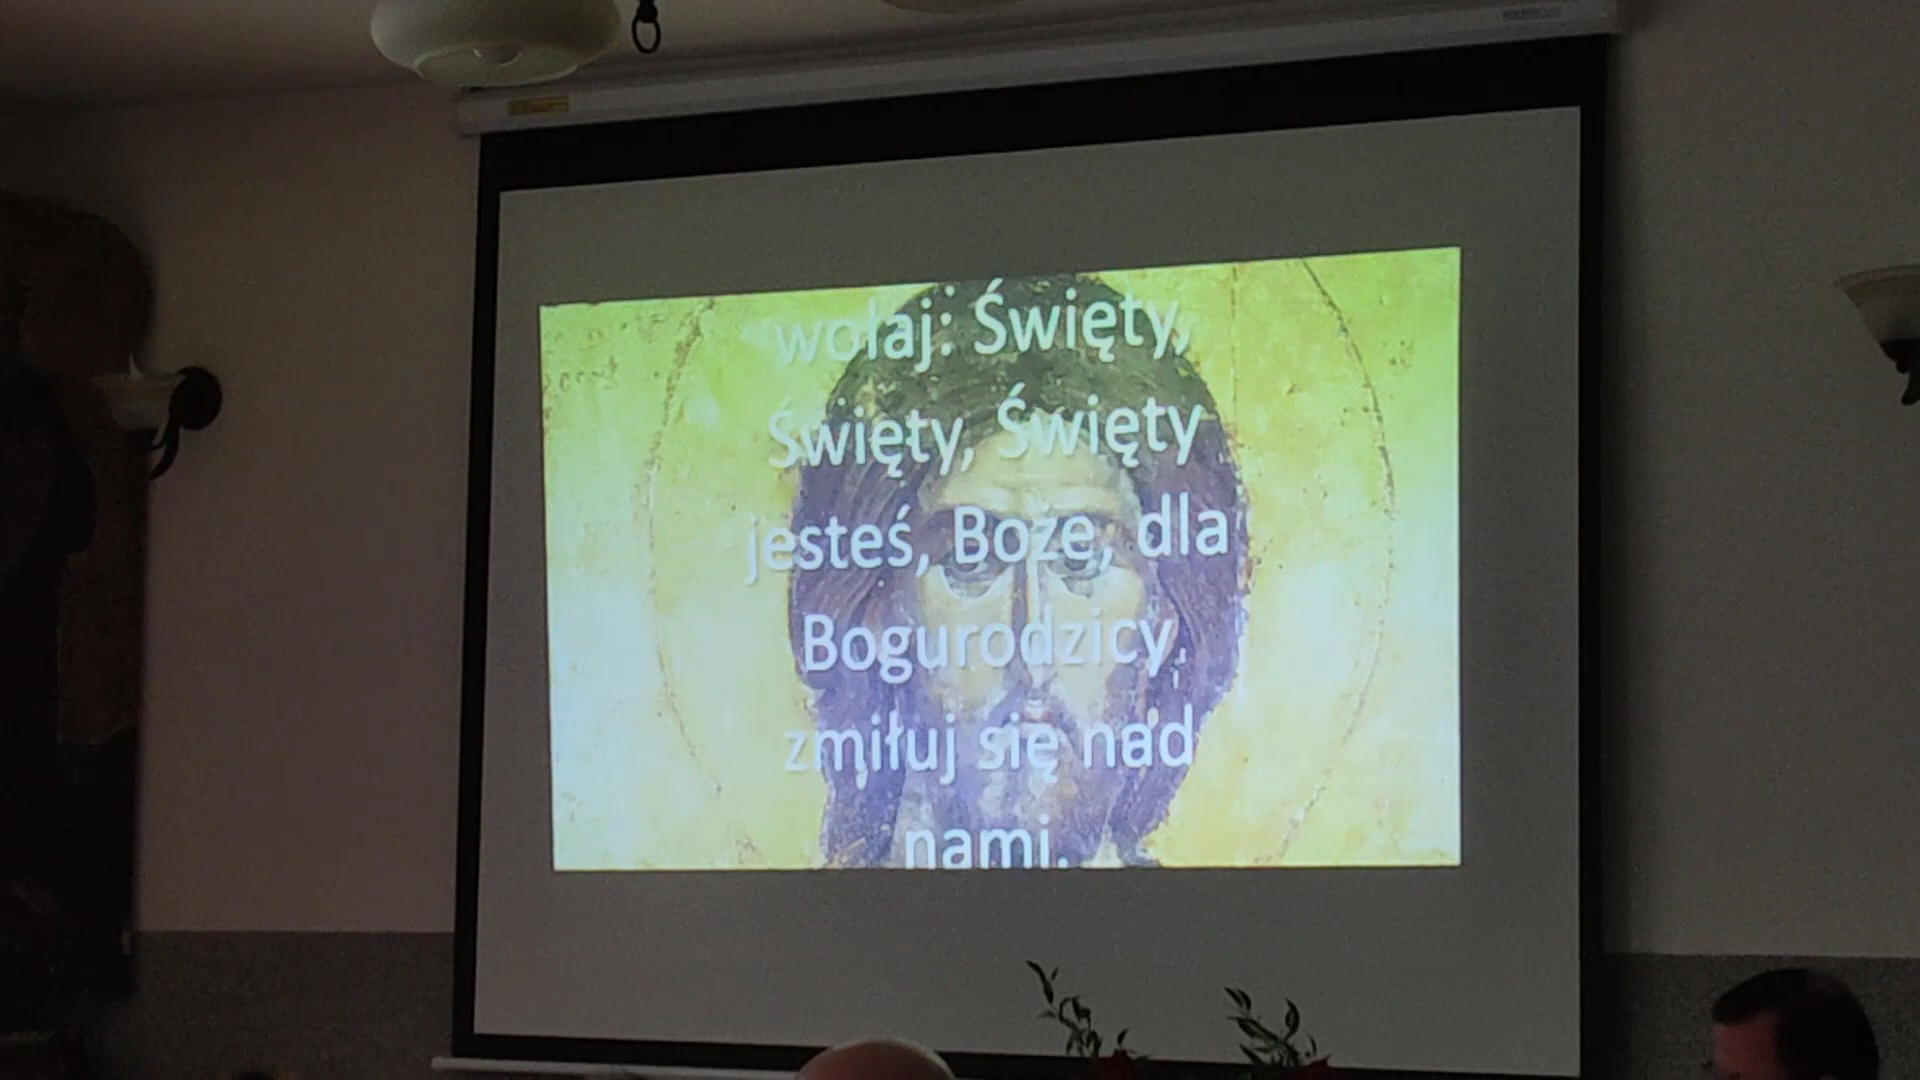 wołaj: Święty,
Święty, Święty
jesteś, Boże, dla
Bogurodzicy
zmiłuj się nad
nami.